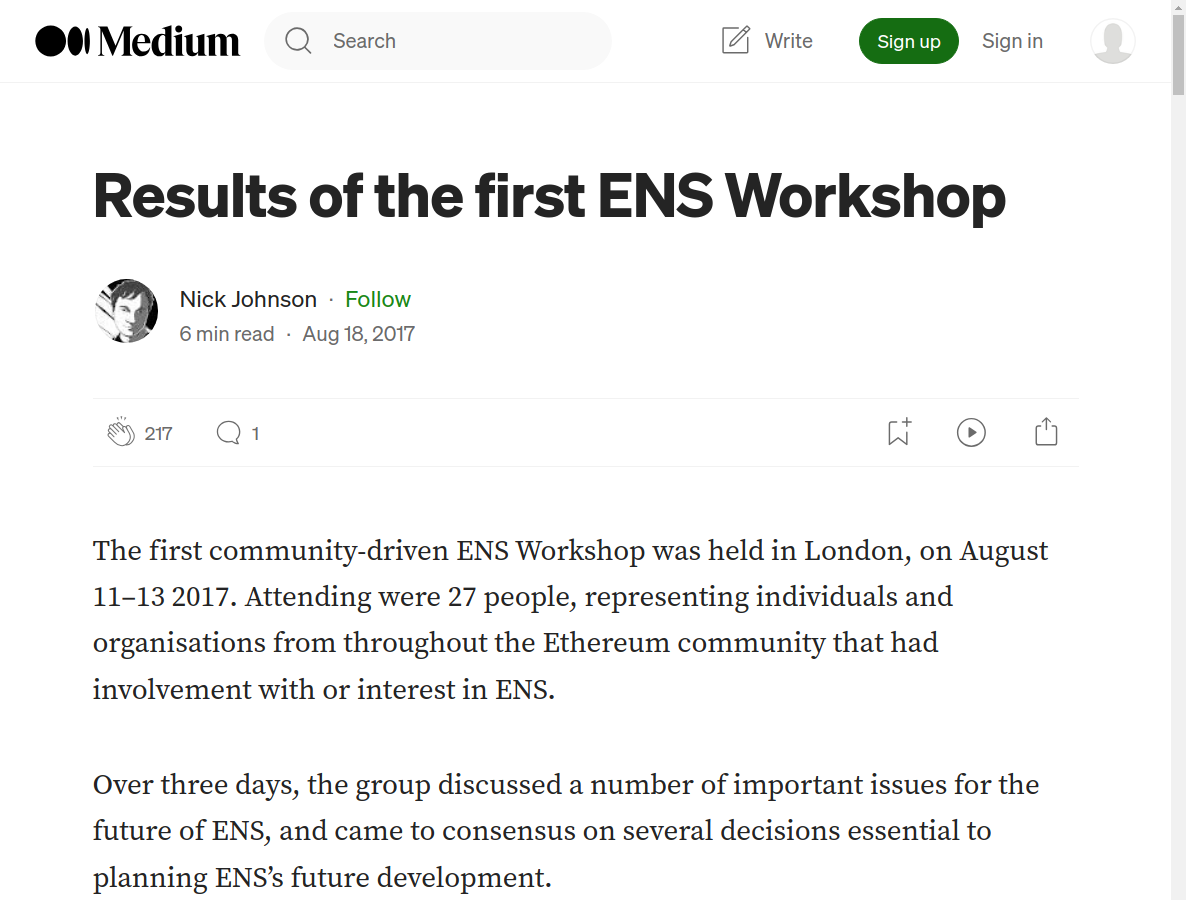 Medium
Search
Write
Sign up
Sign in
Results of the first ENS Workshop
Nick Johnson · Follow
6 min read · Aug 18, 2017
217
1
The first community-driven ENS Workshop was held in London, on August
11–13 2017. Attending were 27 people, representing individuals and
organisations from throughout the Ethereum community that had
involvement with or interest in ENS.
Over three days, the group discussed a number of important issues for the
future of ENS, and came to consensus on several decisions essential to
planning ENS’s future development.